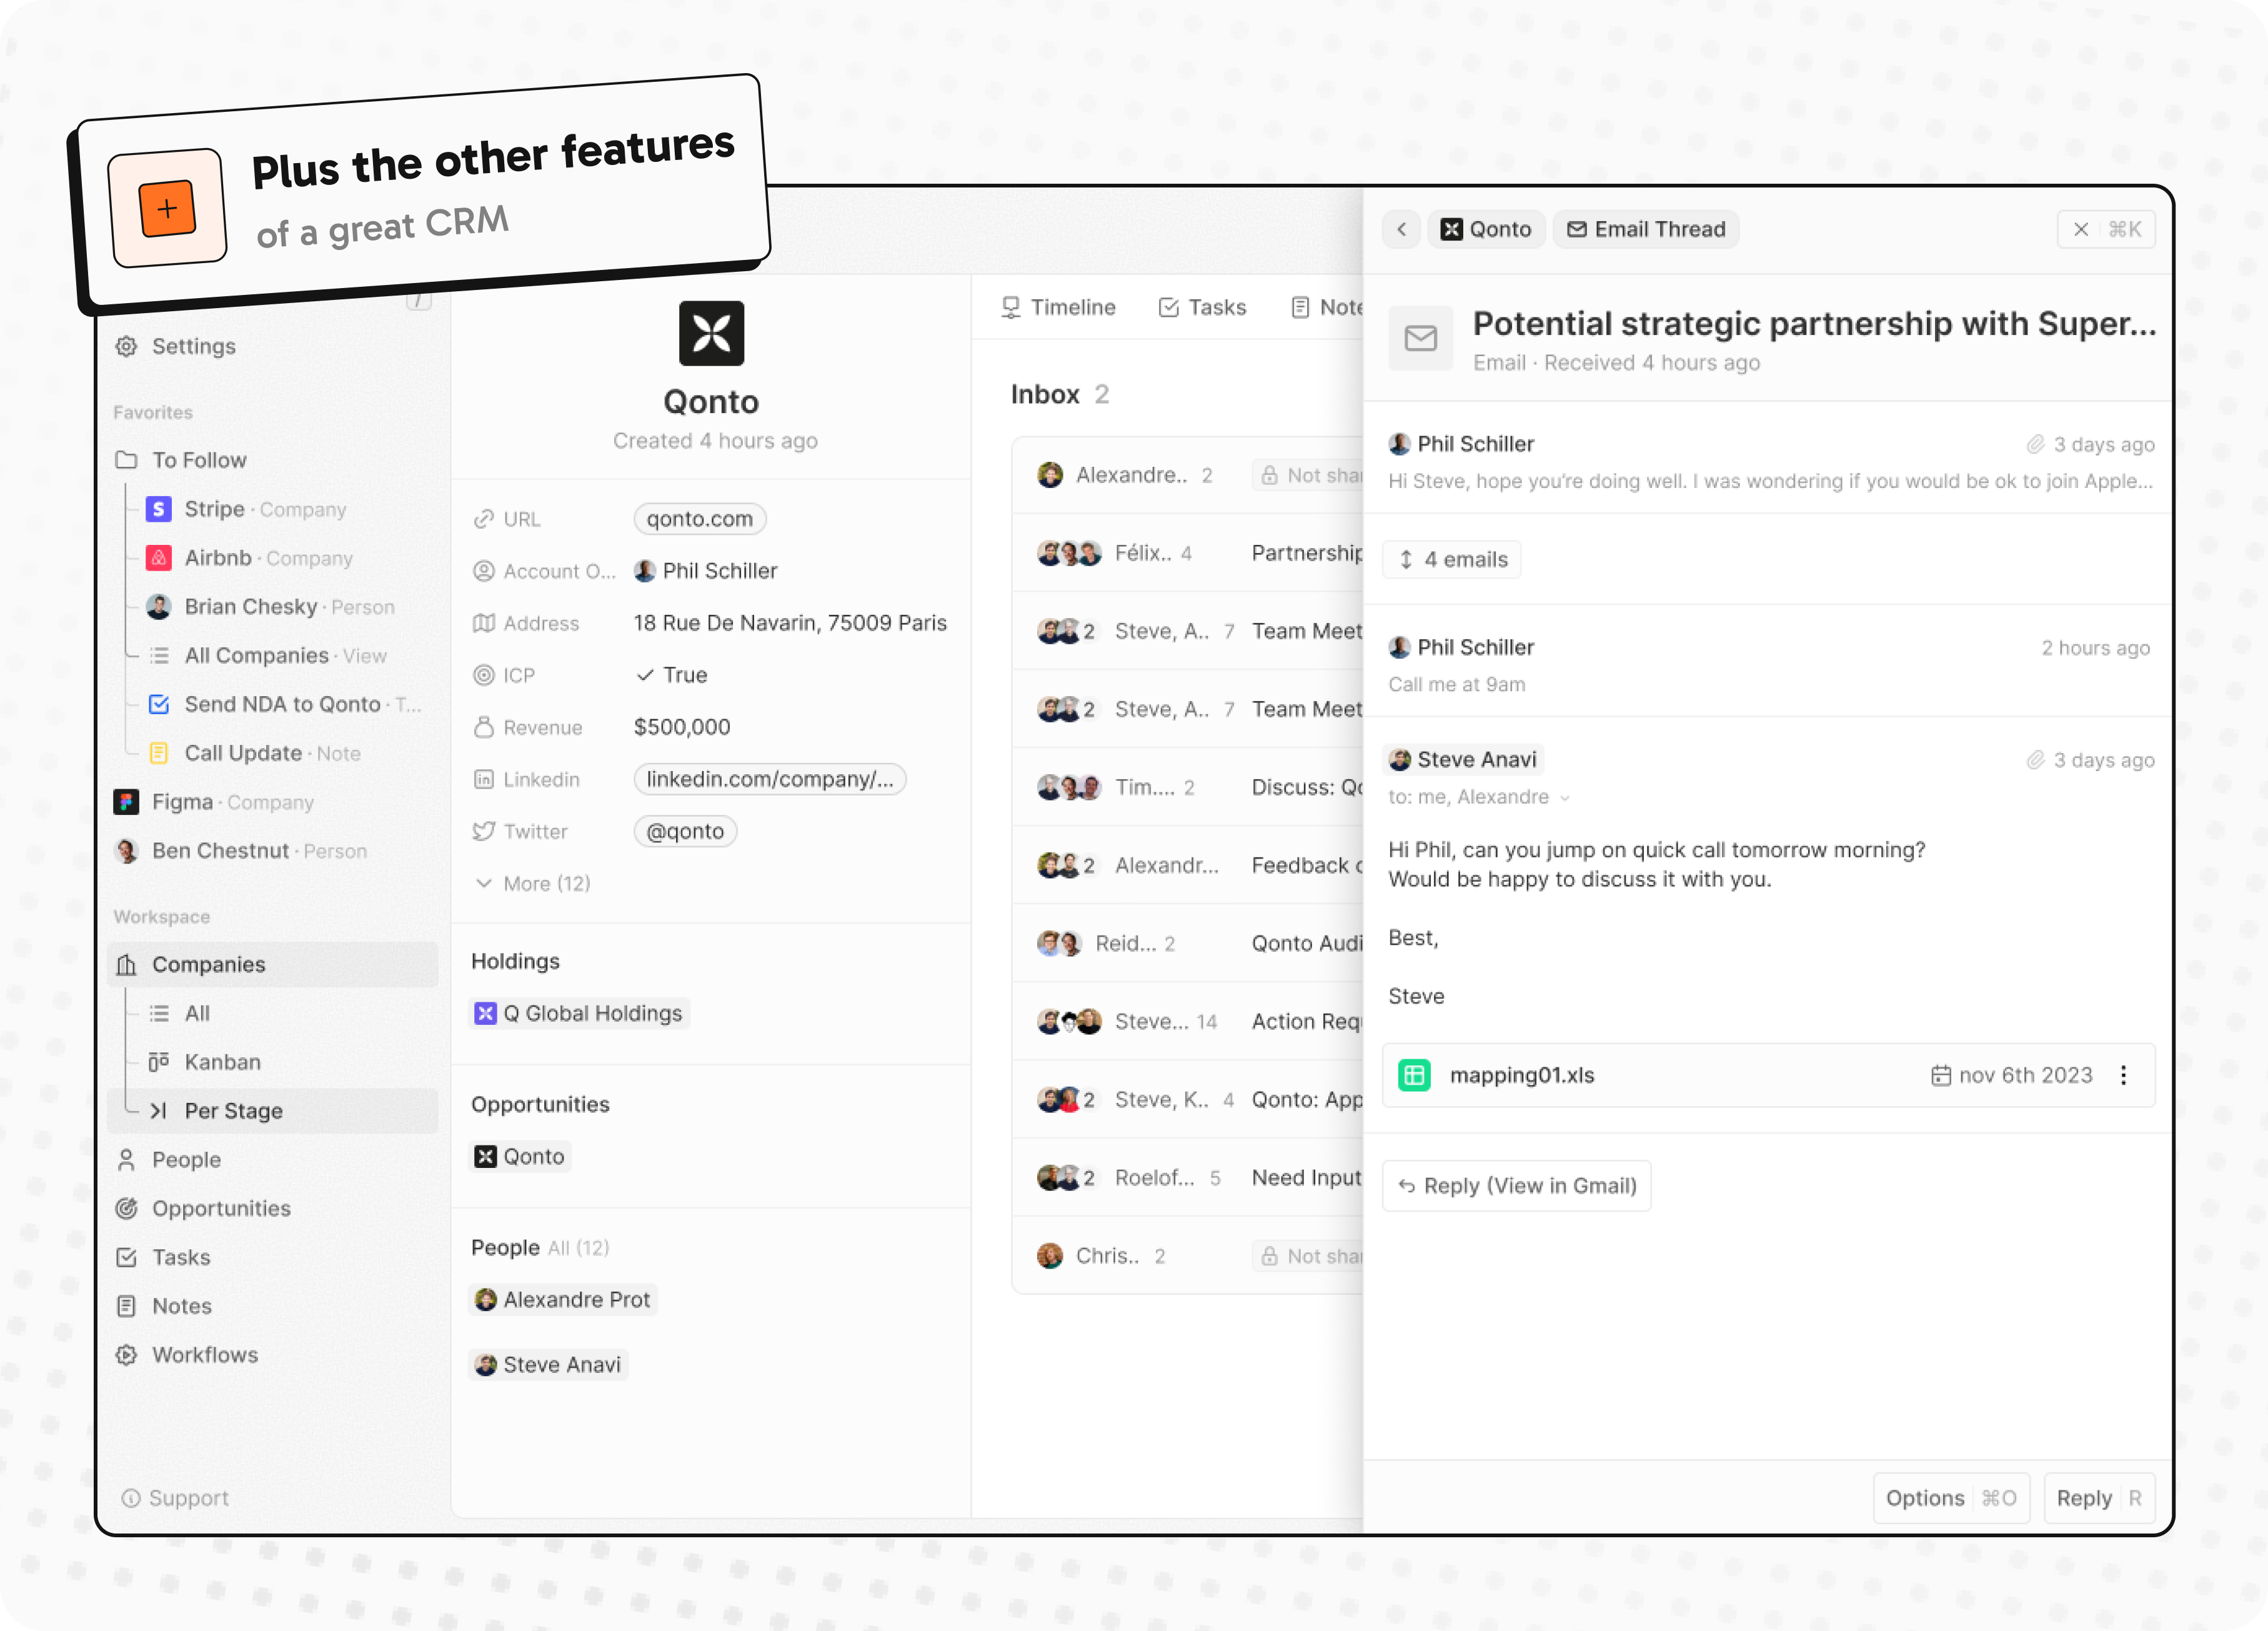 Plus the other features
of a great CRM
/
Settings
Favorites
To Follow
Stripe · Company
Airbnb · Company
Brian Chesky · Person
All Companies · View
Send NDA to Qonto · T...
Call Update · Note
Figma · Company
Ben Chestnut · Person
Workspace
Companies
All
Kanban
Per Stage
People
Opportunities
Tasks
Notes
Workflows
Support
Qonto
Created 4 hours ago
URL qonto.com
Account O... Phil Schiller
Address 18 Rue De Navarin, 75009 Paris
ICP True
Revenue $500,000
Linkedin linkedin.com/company/...
Twitter @qonto
More (12)
Holdings
Q Global Holdings
Opportunities
Qonto
People All (12)
Alexandre Prot
Steve Anavi
Timeline Tasks Note
Inbox 2
Alexandre.. 2 Not shar
Félix.. 4 Partnership
2 Steve, A.. 7 Team Meet
2 Steve, A.. 7 Team Meet
Tim.... 2 Discuss: Qo
2 Alexandr... Feedback
Reid... 2 Qonto Audi
Steve... 14 Action Req
2 Steve, K.. 4 Qonto: App
2 Roelof... 5 Need Input
Chris.. 2 Not shar
Qonto Email Thread ⌘K
Potential strategic partnership with Super...
Email · Received 4 hours ago
Phil Schiller 3 days ago
Hi Steve, hope you're doing well. I was wondering if you would be ok to join Apple...
4 emails
Phil Schiller 2 hours ago
Call me at 9am
Steve Anavi 3 days ago
to: me, Alexandre
Hi Phil, can you jump on quick call tomorrow morning?
Would be happy to discuss it with you.
Best,
Steve
mapping01.xls nov 6th 2023
Reply (View in Gmail)
Options ⌘O Reply R